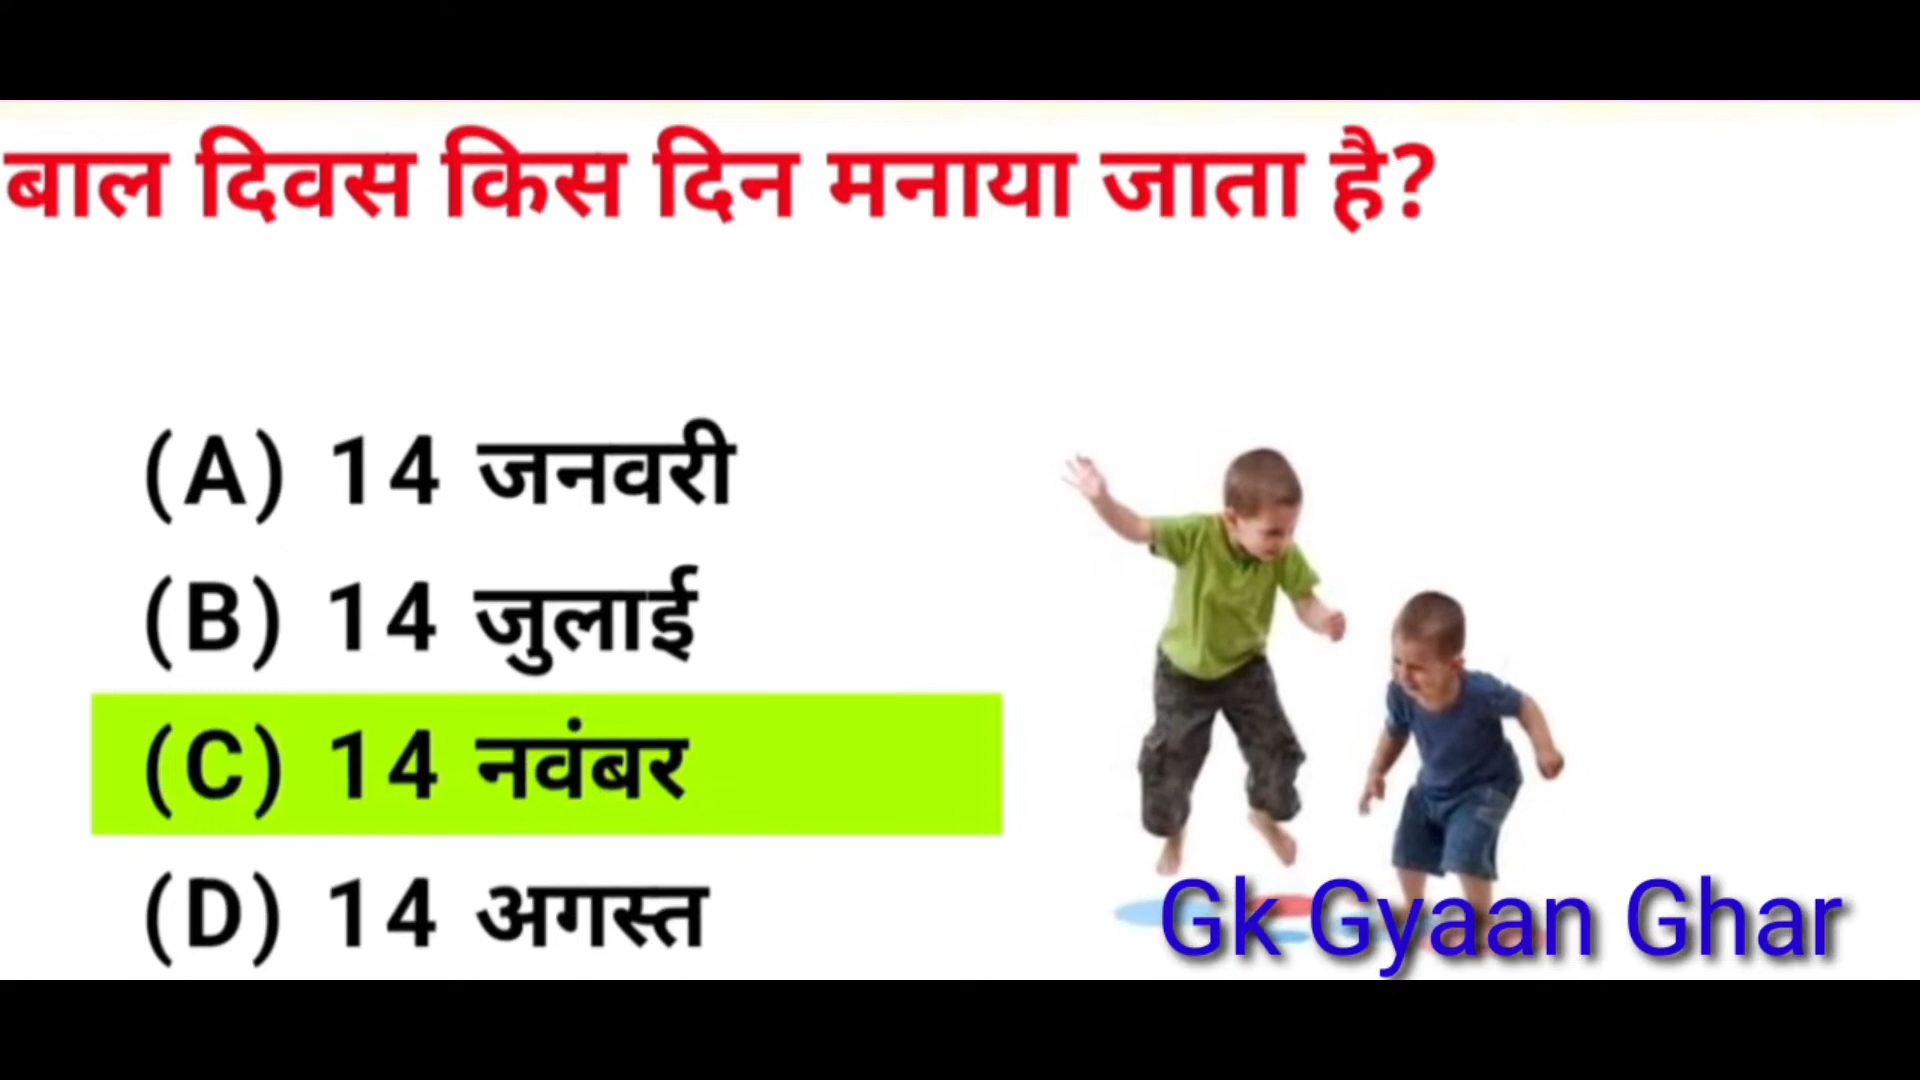 बाल दिवस किस दिन मनाया जाता है?
(A) 14 जनवरी
(B) 14 जुलाई
(C) 14 नवंबर
(D) 14 अगस्त
Gk Gyaan Ghar